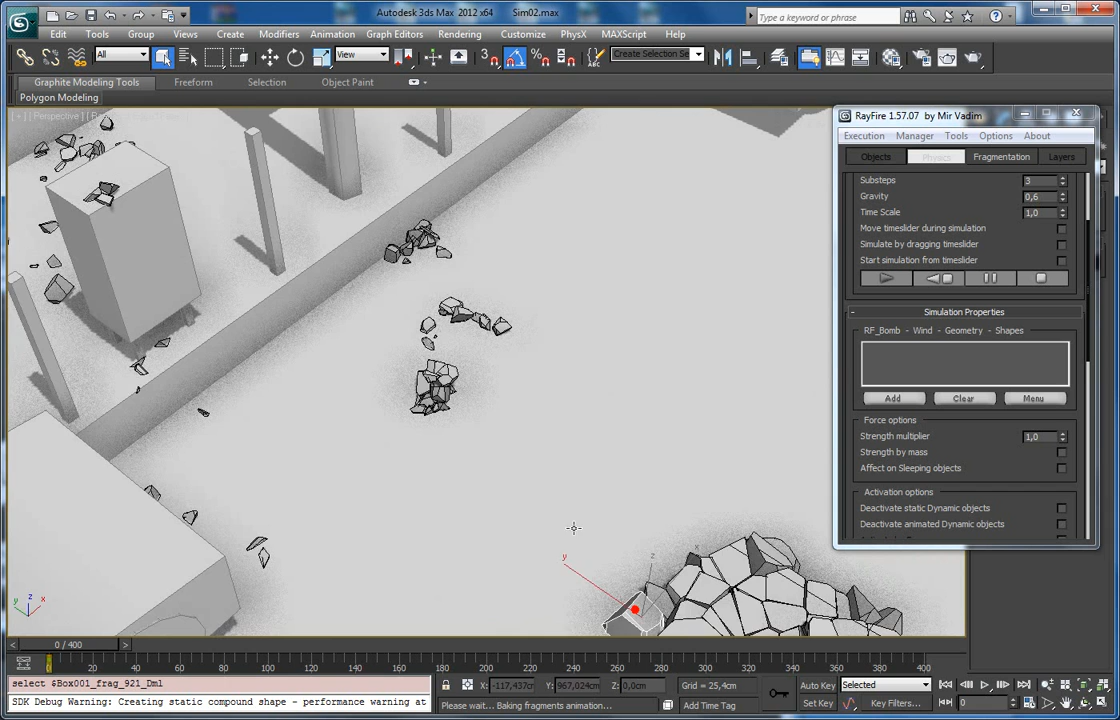 Autodesk 3ds Max 2012 x64 Sim02.max
Type a keyword or phrase
Edit Tools Group Views Create Modifiers Animation Graph Editors Rendering Customize PhysX MAXScript Help
All View 3 Create Selection Se
Graphite Modeling Tools Freeform Selection Object Paint
Polygon Modeling
[ + ] [ Perspective ]
RayFire 1.57.07 by Mir Vadim
Execution Manager Tools Options About
Objects Physics Fragmentation Layers
Substeps 3
Gravity 0,6
Time Scale 1,0
Move timeslider during simulation
Simulate by dragging timeslider
Start simulation from timeslider
- Simulation Properties
RF_Bomb - Wind - Geometry - Shapes
Add Clear Menu
Force options
Strength multiplier 1,0
Strength by mass
Affect on Sleeping objects
Activation options
Deactivate static Dynamic objects
Deactivate animated Dynamic objects
y z x
z
y x
0 / 400
0 20 40 60 80 100 120 140 160 180 200 220 240 260 280 300 320 340 360 380 400
select $Box001_frag_921_Dml
SDK Debug Warning: Creating static compound shape - performance warning at
X: -117,437cm Y: 967,024cm Z: 0,0cm Grid = 25,4cm Auto Key Selected
Please wait... Baking fragments animation... Add Time Tag Set Key Key Filters... 0